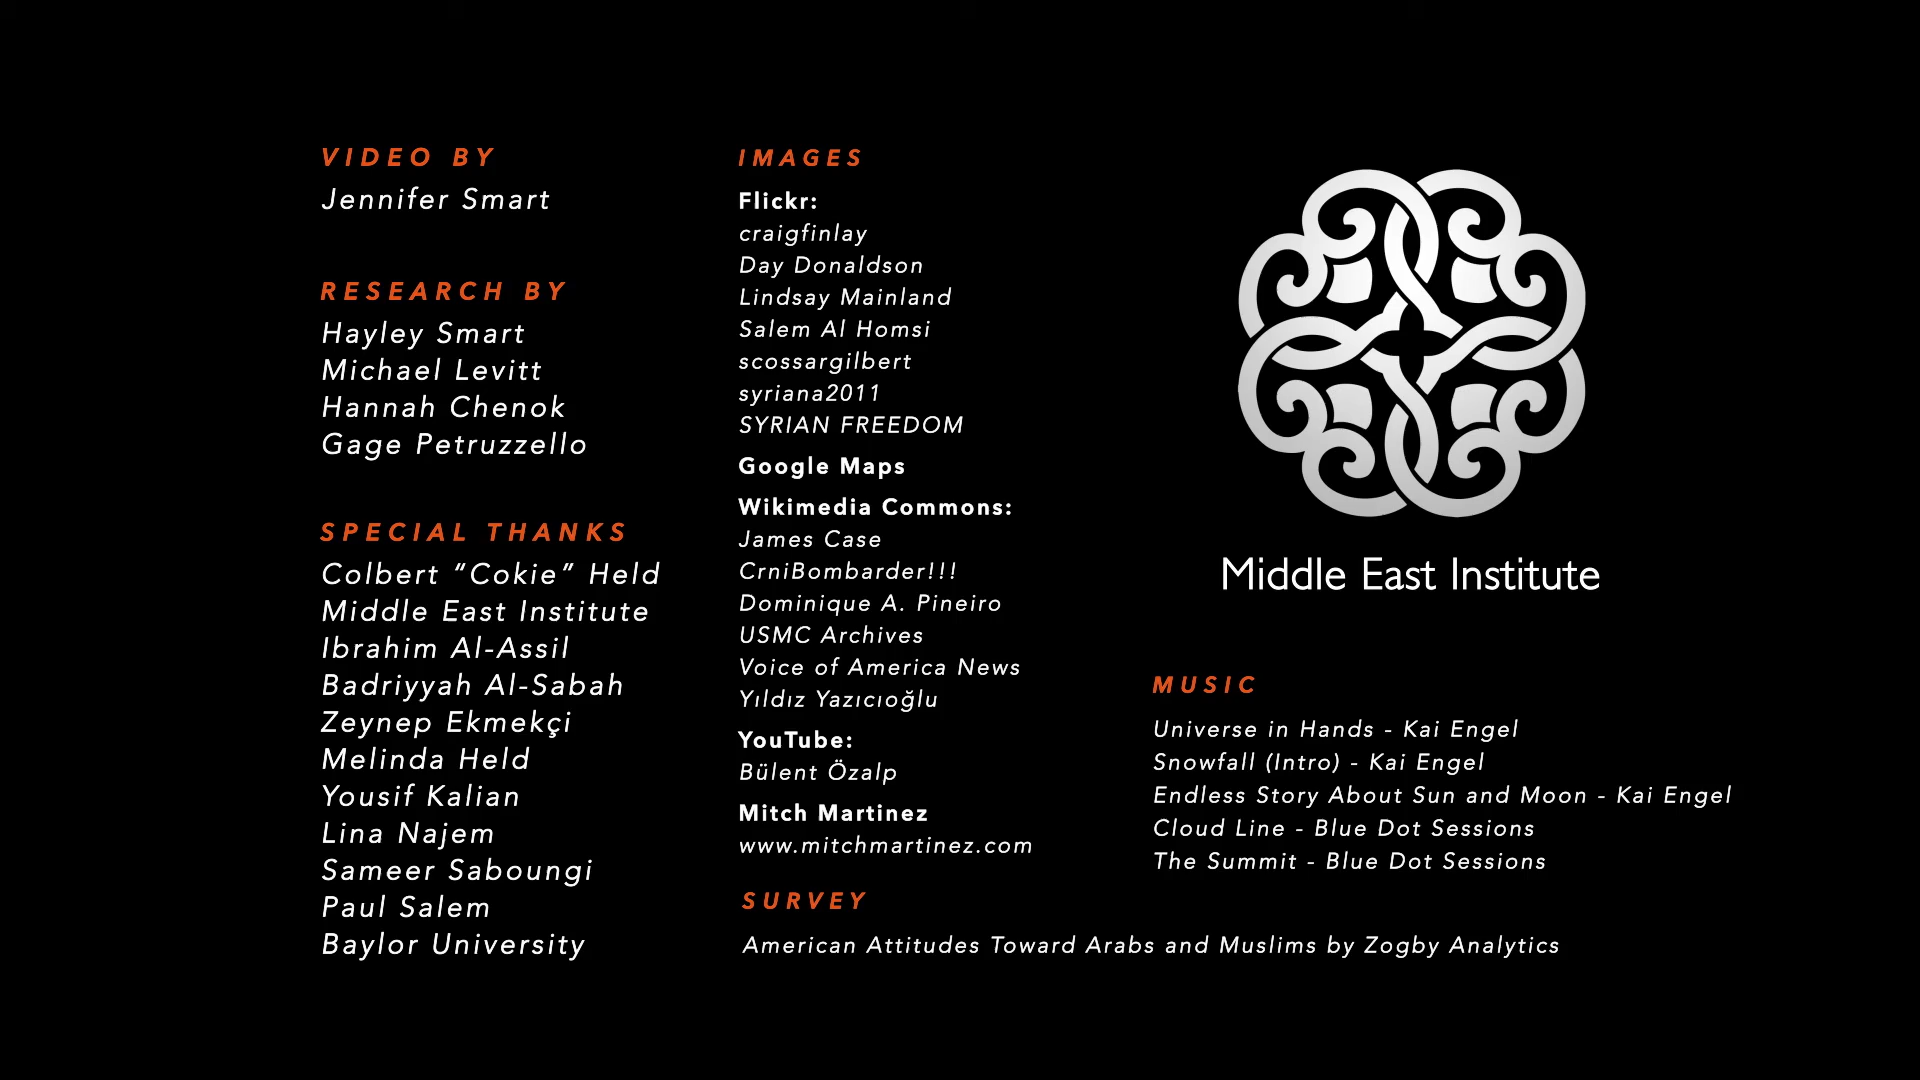 VIDEO BY
Jennifer Smart
RESEARCH BY
Hayley Smart
Michael Levitt
Hannah Chenok
Gage Petruzzello
SPECIAL THANKS
Colbert “Cokie” Held
Middle East Institute
Ibrahim Al-Assil
Badriyyah Al-Sabah
Zeynep Ekmekçi
Melinda Held
Yousif Kalian
Lina Najem
Sameer Saboungi
Paul Salem
Baylor University
IMAGES
Flickr:
craigfinlay
Day Donaldson
Lindsay Mainland
Salem Al Homsi
scossargilbert
syriana2011
SYRIAN FREEDOM
Google Maps
Wikimedia Commons:
James Case
CrniBombarder!!!
Dominique A. Pineiro
USMC Archives
Voice of America News
Yıldız Yazıcıoğlu
YouTube:
Bülent Özalp
Mitch Martinez
www.mitchmartinez.com
SURVEY
American Attitudes Toward Arabs and Muslims by Zogby Analytics
Middle East Institute
MUSIC
Universe in Hands - Kai Engel
Snowfall (Intro) - Kai Engel
Endless Story About Sun and Moon - Kai Engel
Cloud Line - Blue Dot Sessions
The Summit - Blue Dot Sessions